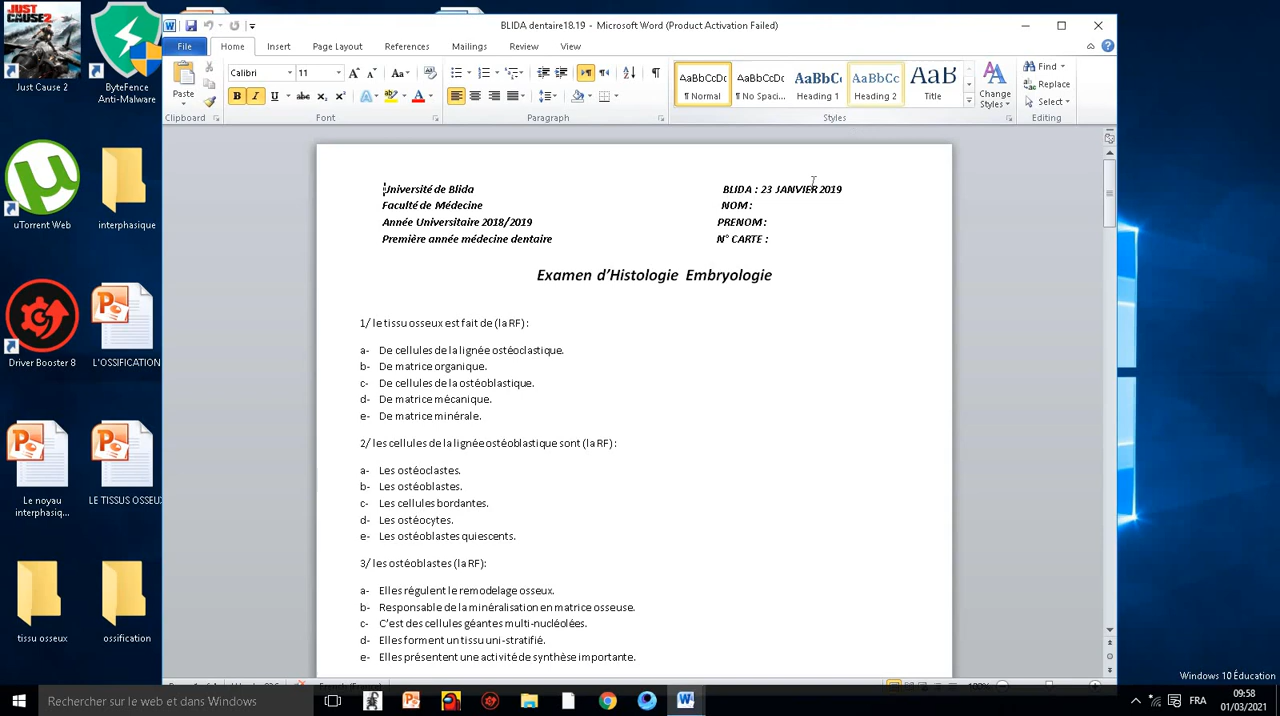 JUST CAUSE 2
Just Cause 2
ByteFence Anti-Malware
uTorrent Web
interphasique
Driver Booster 8
L'OSSIFICATION
Le noyau interphasiq...
LE TISSUS OSSEUX
tissu osseux
ossification
BLIDA dentaire18.19 - Microsoft Word (Product Activation Failed)
File Home Insert Page Layout References Mailings Review View
Paste
Clipboard
Calibri 11
Font
Paragraph
AaBbCcDc ¶ Normal
AaBbCcDc ¶ No Spaci...
AaBbC Heading 1
AaBbCc Heading 2
AaB Title
Change Styles
Styles
Find
Replace
Select
Editing
Université de Blida BLIDA : 23 JANVIER 2019
Faculté de Médecine NOM :
Année Universitaire 2018/2019 PRENOM :
Première année médecine dentaire N° CARTE :
Examen d'Histologie Embryologie
1/ le tissu osseux est fait de (la RF) :
a- De cellules de la lignée ostéoclastique.
b- De matrice organique.
c- De cellules de la ostéoblastique.
d- De matrice mécanique.
e- De matrice minérale.
2/ les cellules de la lignée ostéoblastique sont (la RF) :
a- Les ostéoclastes.
b- Les ostéoblastes.
c- Les cellules bordantes.
d- Les ostéocytes.
e- Les ostéoblastes quiescents.
3/ les ostéoblastes (la RF):
a- Elles régulent le remodelage osseux.
b- Responsable de la minéralisation en matrice osseuse.
c- C'est des cellules géantes multi-nucléolées.
d- Elles forment un tissu uni-stratifié.
e- Elles présentent une activité de synthèse importante.
Windows 10 Éducation
Rechercher sur le web et dans Windows
FRA
09:58
01/03/2021